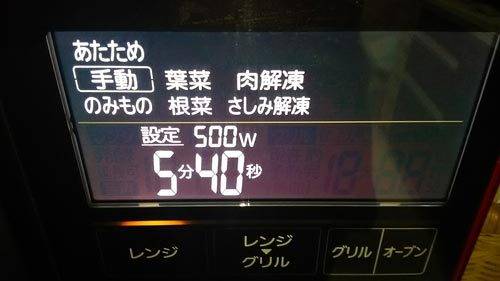 あたため
手動 葉菜 肉解凍
のみもの 根菜 さしみ解凍
設定 500W
5分40秒
レンジ レンジ▼グリル グリル オーブン